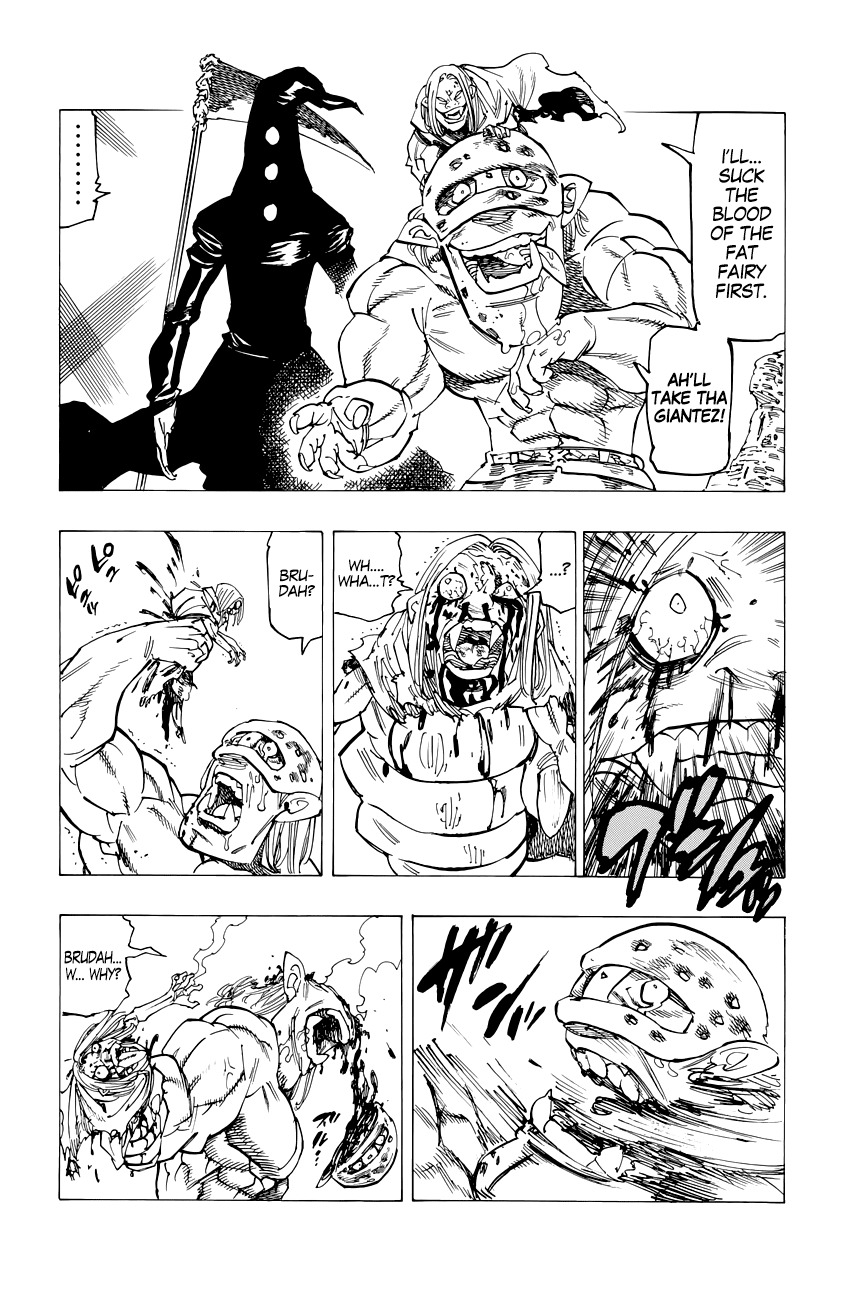 I'LL...
SUCK
THE
BLOOD
OF THE
FAT
FAIRY
FIRST.
AH'LL
TAKE THA
GIANTEZ!
........
...?
WH....
WHA...T?
BRU-
DAH?
BRUDAH...
W... WHY?